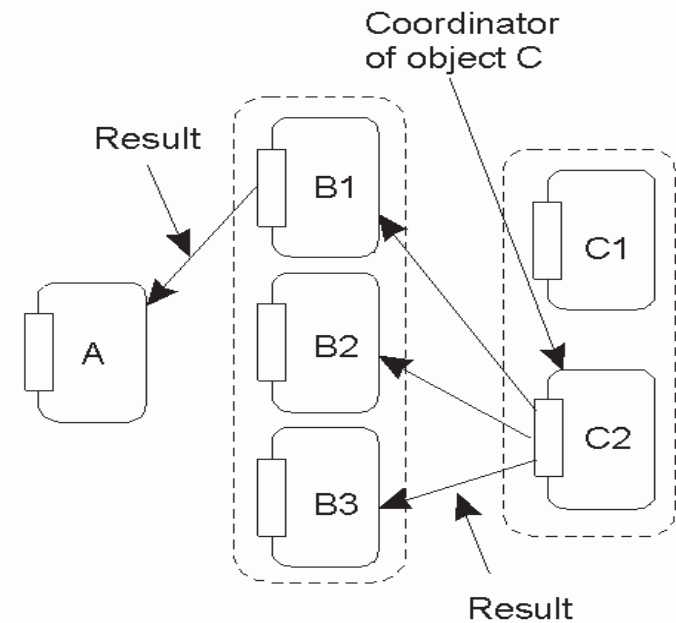 Coordinator
of object C
Result
B1
C1
A
B2
B3
C2
Result